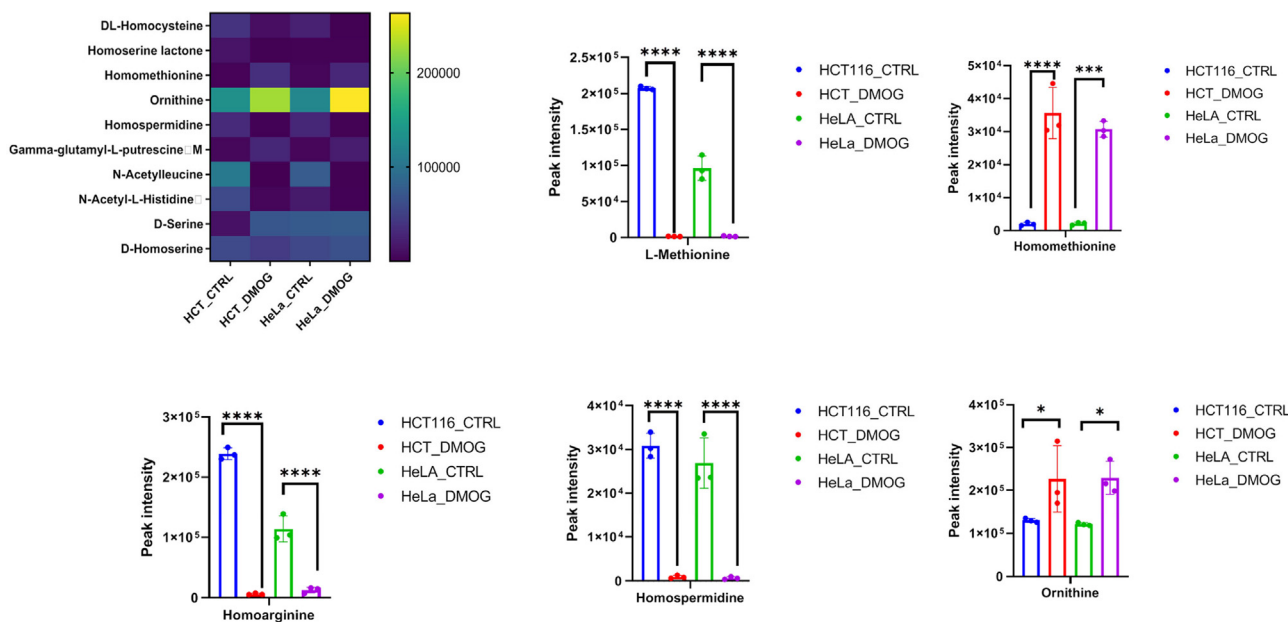 DL-Homocysteine
Homoserine lactone
Homomethionine
Ornithine
Homospermidine
Gamma-glutamyl-L-putrescine□M
N-Acetylleucine
N-Acetyl-L-Histidine□
D-Serine
D-Homoserine
HCT_CTRL
HCT_DMOG
HeLa_CTRL
HeLa_DMOG
200000
100000
Peak intensity
2.5×10⁵
2×10⁵
1.5×10⁵
1×10⁵
5×10⁴
0
**** ****
L-Methionine
HCT116_CTRL
HCT_DMOG
HeLA_CTRL
HeLa_DMOG
Peak intensity
5×10⁴
4×10⁴
3×10⁴
2×10⁴
1×10⁴
0
**** ***
Homomethionine
HCT116_CTRL
HCT_DMOG
HeLA_CTRL
HeLa_DMOG
Peak intensity
3×10⁵
2×10⁵
1×10⁵
0
****
****
Homoarginine
HCT116_CTRL
HCT_DMOG
HeLA_CTRL
HeLa_DMOG
Peak intensity
4×10⁴
3×10⁴
2×10⁴
1×10⁴
0
**** ****
Homospermidine
HCT116_CTRL
HCT_DMOG
HeLA_CTRL
HeLa_DMOG
Peak intensity
4×10⁵
3×10⁵
2×10⁵
1×10⁵
0
* *
Ornithine
HCT116_CTRL
HCT_DMOG
HeLA_CTRL
HeLa_DMOG